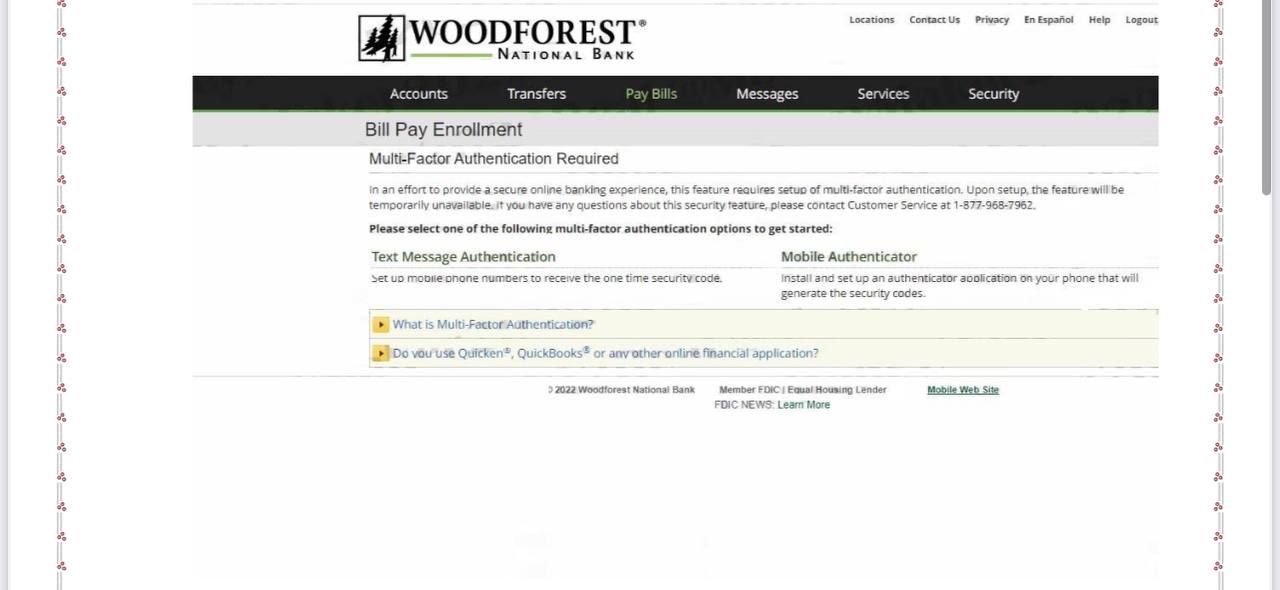 WOODFOREST®
NATIONAL BANK
Locations Contact Us Privacy En Español Help Logout
Accounts Transfers Pay Bills Messages Services Security
Bill Pay Enrollment
Multi-Factor Authentication Required
In an effort to provide a secure online banking experience, this feature requires setup of multi-factor authentication. Upon setup, the feature will be
temporarily unavailable. If you have any questions about this security feature, please contact Customer Service at 1-877-968-7962.
Please select one of the following multi-factor authentication options to get started:
Text Message Authentication
Set up mobile phone numbers to receive the one time security code.
Mobile Authenticator
Install and set up an authenticator application on your phone that will
generate the security codes.
What is Multi-Factor Authentication?
Do you use Quicken®, QuickBooks® or any other online financial application?
© 2022 Woodforest National Bank Member FDIC | Equal Housing Lender Mobile Web Site
FDIC NEWS: Learn More